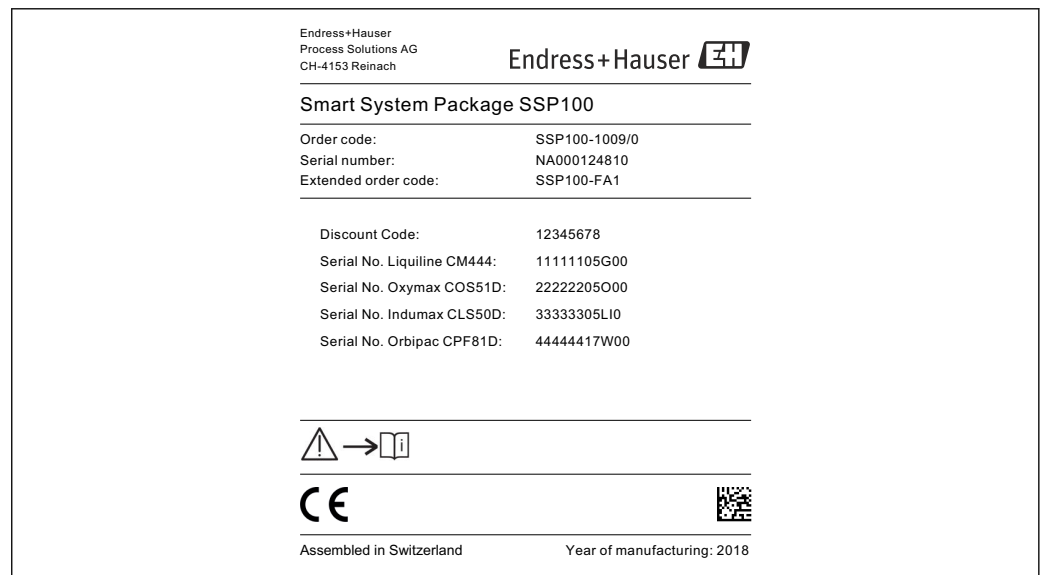 Endress+Hauser
Process Solutions AG
CH-4153 Reinach
Endress+Hauser EH
Smart System Package SSP100
Order code: SSP100-1009/0
Serial number: NA000124810
Extended order code: SSP100-FA1
Discount Code: 12345678
Serial No. Liquiline CM444: 11111105G00
Serial No. Oxymax COS51D: 22222205O00
Serial No. Indumax CLS50D: 33333305LI0
Serial No. Orbipac CPF81D: 44444417W00
i
CE
Assembled in Switzerland Year of manufacturing: 2018